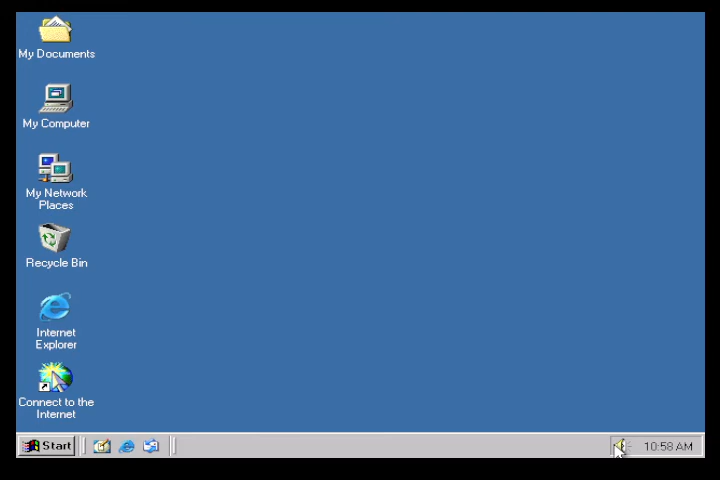 My Documents
My Computer
My Network
Places
Recycle Bin
Internet
Explorer
Connect to the
Internet
Start
10:58 AM